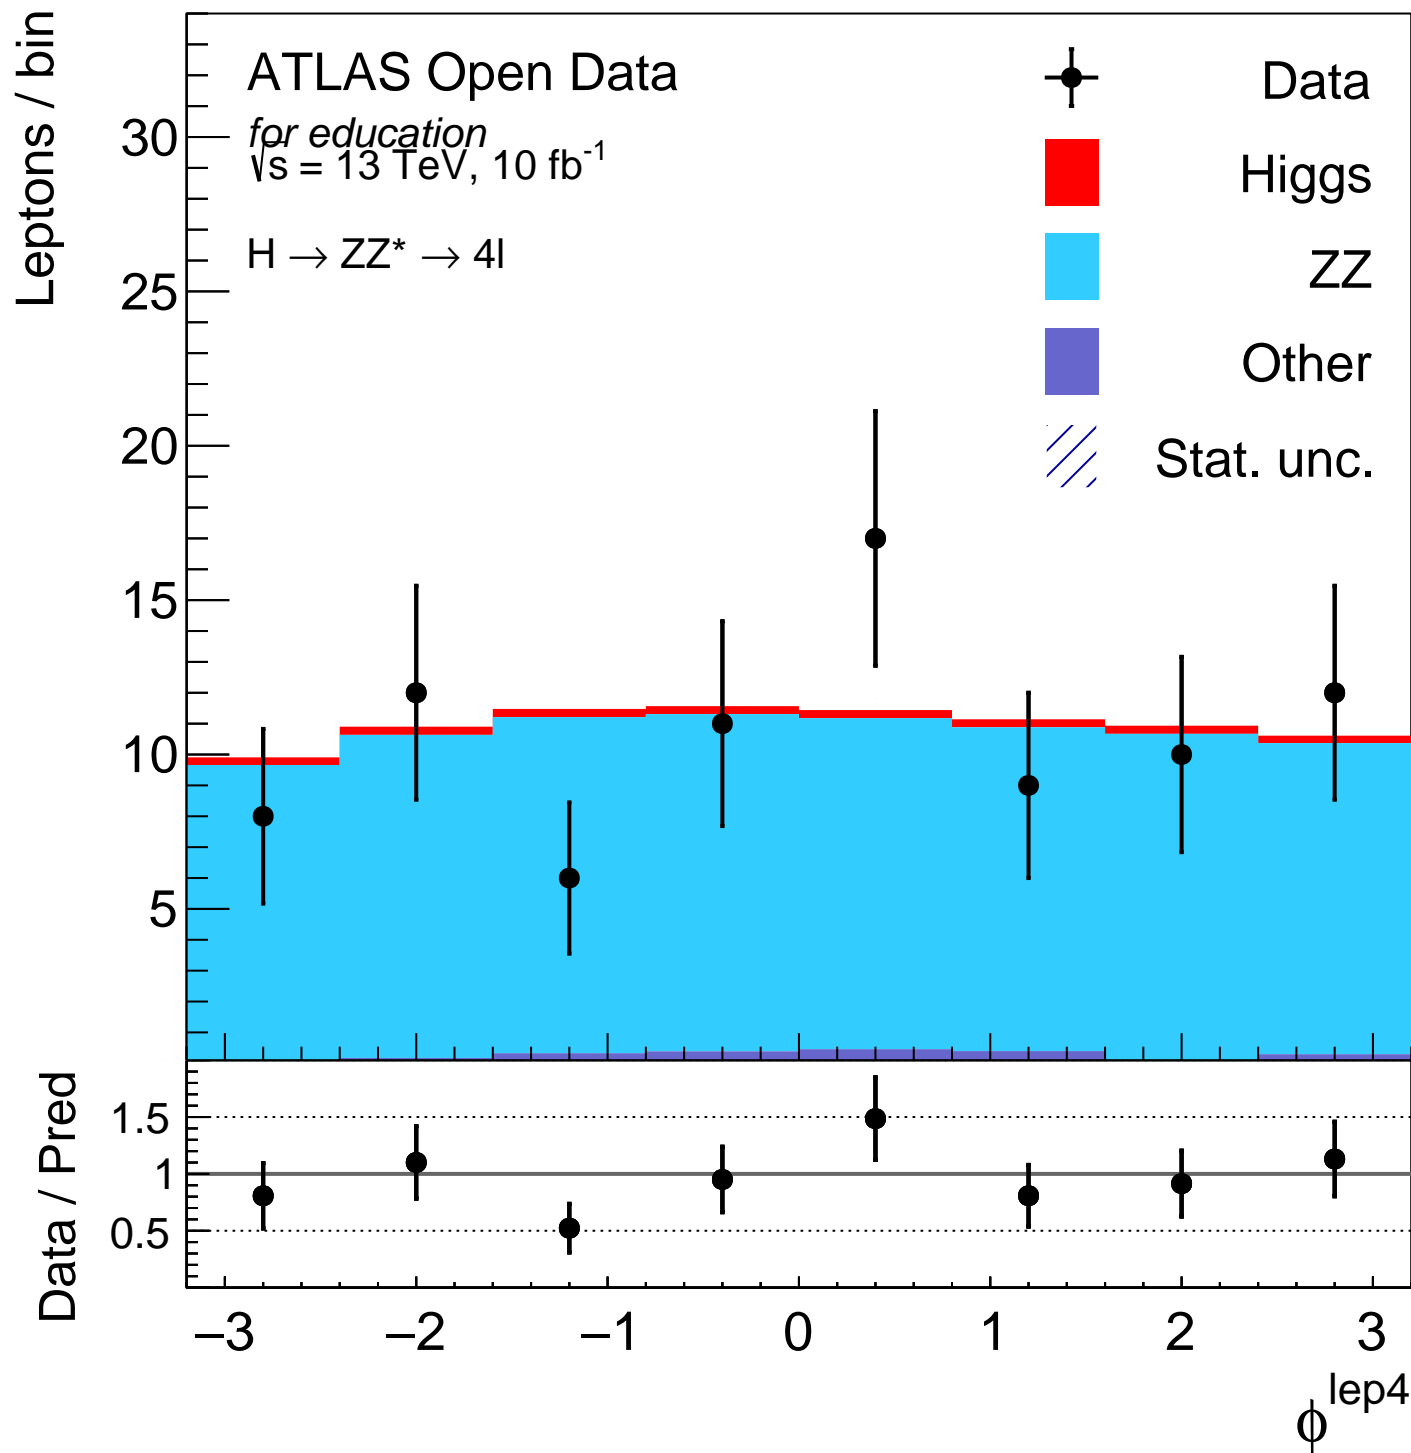 Leptons / bin
30
25
20
15
10
5
ATLAS Open Data
for education
√s = 13 TeV, 10 fb⁻¹
H → ZZ* → 4l
Data
Higgs
ZZ
Other
Stat. unc.
Data / Pred
1.5
1
0.5
−3 −2 −1 0 1 2 3
ϕ^lep4